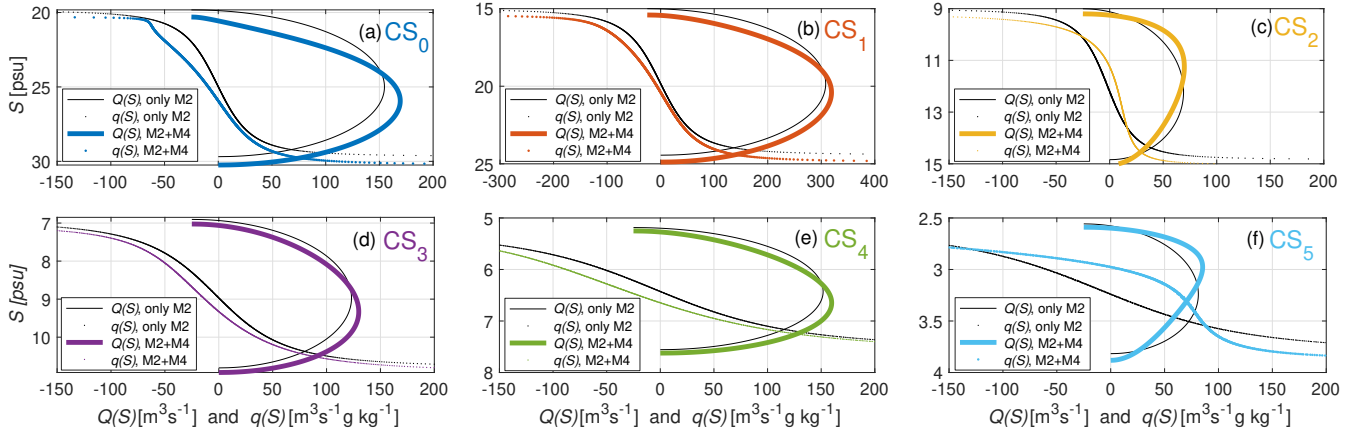 (a) CS0
S [psu]
20
25
30
Q(S), only M2
q(S), only M2
Q(S), M2+M4
q(S), M2+M4
-150 -100 -50 0 50 100 150 200
(b) CS1
15
20
25
Q(S), only M2
q(S), only M2
Q(S), M2+M4
q(S), M2+M4
-300 -200 -100 0 100 200 300 400
(c) CS2
9
11
13
15
Q(S), only M2
q(S), only M2
Q(S), M2+M4
q(S), M2+M4
-150 -100 -50 0 50 100 150 200
(d) CS3
S [psu]
7
8
9
10
Q(S), only M2
q(S), only M2
Q(S), M2+M4
q(S), M2+M4
-150 -100 -50 0 50 100 150 200
Q(S) [m³s⁻¹] and q(S) [m³s⁻¹g kg⁻¹]
(e) CS4
5
6
7
8
Q(S), only M2
q(S), only M2
Q(S), M2+M4
q(S), M2+M4
-150 -100 -50 0 50 100 150 200
Q(S) [m³s⁻¹] and q(S) [m³s⁻¹g kg⁻¹]
(f) CS5
2.5
3
3.5
4
Q(S), only M2
q(S), only M2
Q(S), M2+M4
q(S), M2+M4
-150 -100 -50 0 50 100 150 200
Q(S) [m³s⁻¹] and q(S) [m³s⁻¹g kg⁻¹]